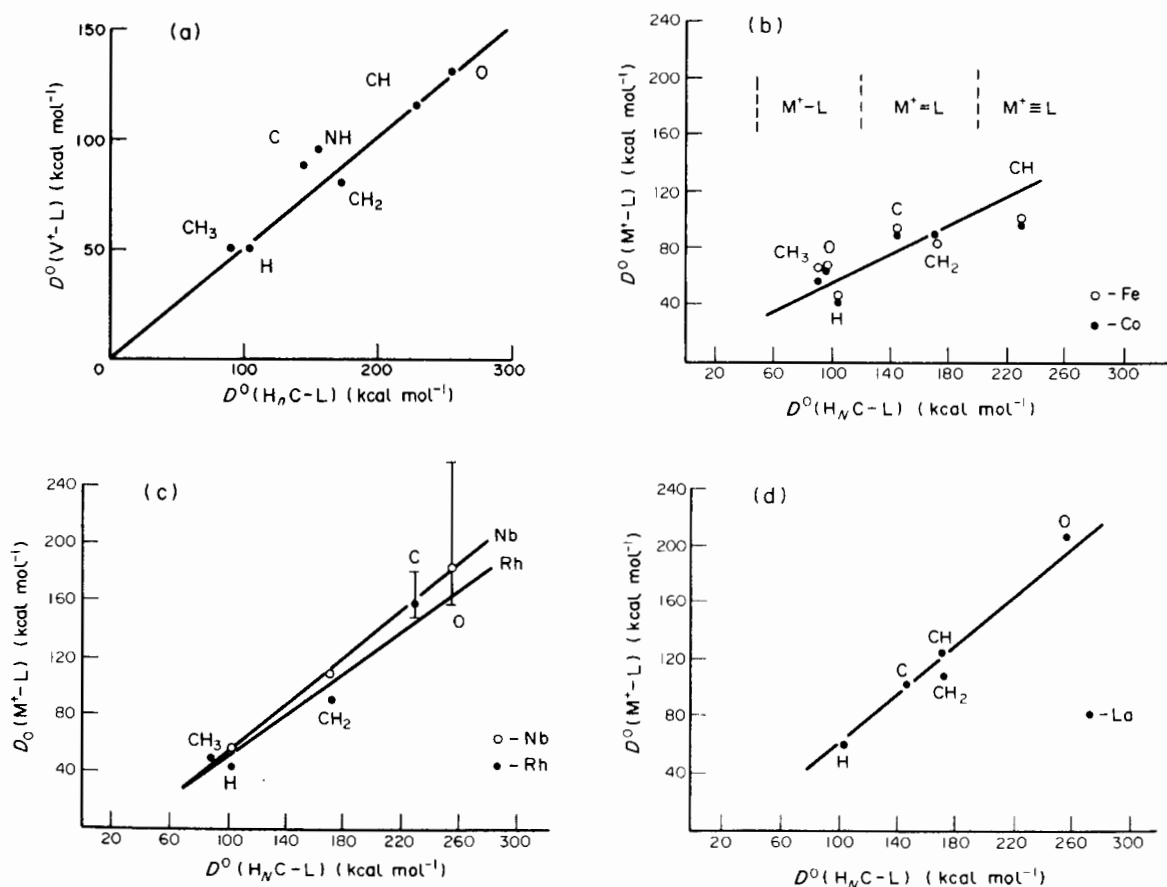 (a)
150
100
50
0
0
100
200
300
D⁰(V⁺-L) (kcal mol⁻¹)
D⁰(HₙC-L) (kcal mol⁻¹)
CH₃
H
C
NH
CH₂
CH
O
(b)
240
200
160
120
80
40
20
60
100
140
180
220
260
300
D⁰(M⁺-L) (kcal mol⁻¹)
D⁰(H_NC-L) (kcal mol⁻¹)
M⁺-L
M⁺=L
M⁺≡L
CH₃
O
H
C
CH₂
CH
○-Fe
●-Co
(c)
240
200
160
120
80
40
20
60
100
140
180
220
260
300
D₀(M⁺-L) (kcal mol⁻¹)
D⁰(H_NC-L) (kcal mol⁻¹)
CH₃
H
CH₂
C
O
Nb
Rh
○-Nb
●-Rh
(d)
240
200
160
120
80
40
20
60
100
140
180
220
260
300
D⁰(M⁺-L) (kcal mol⁻¹)
D⁰(H_NC-L) (kcal mol⁻¹)
H
C
CH
CH₂
O
●-La